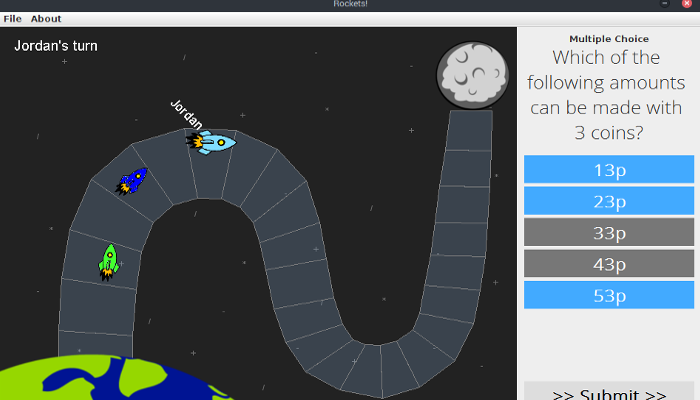 Rockets!
File About
Jordan's turn
Jordan
Multiple Choice
Which of the
following amounts
can be made with
3 coins?
13p
23p
33p
43p
53p
>> Submit >>